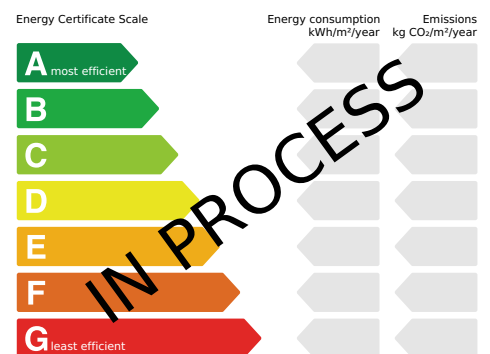 Energy Certificate Scale
Energy consumption
kWh/m²/year
Emissions
kg CO₂/m²/year
A most efficient
B
C
D
E
F
G least efficient
IN PROCESS